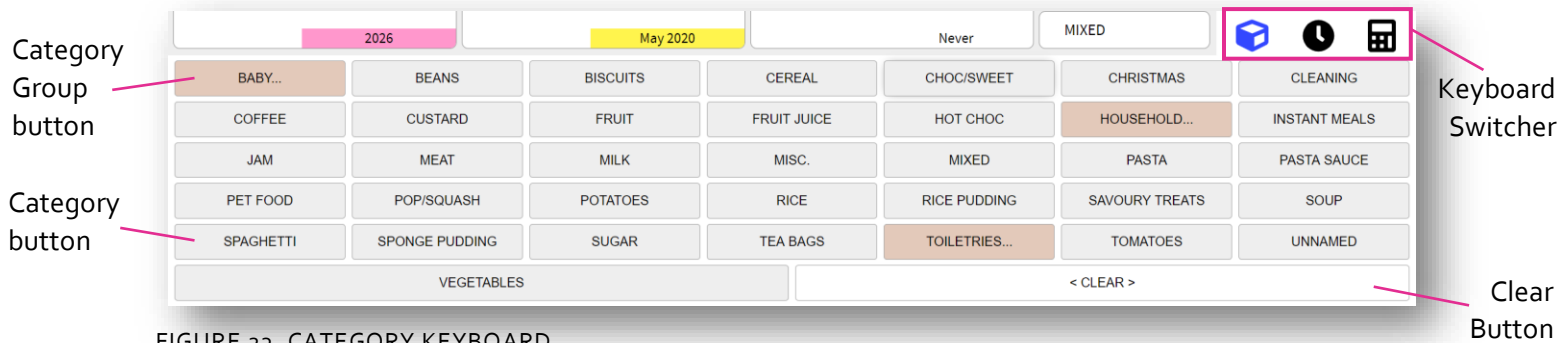 2026 May 2020 Never MIXED
Category
Group
button
Keyboard
Switcher
BABY... BEANS BISCUITS CEREAL CHOC/SWEET CHRISTMAS CLEANING
COFFEE CUSTARD FRUIT FRUIT JUICE HOT CHOC HOUSEHOLD... INSTANT MEALS
JAM MEAT MILK MISC. MIXED PASTA PASTA SAUCE
Category
button
PET FOOD POP/SQUASH POTATOES RICE RICE PUDDING SAVOURY TREATS SOUP
SPAGHETTI SPONGE PUDDING SUGAR TEA BAGS TOILETRIES... TOMATOES UNNAMED
VEGETABLES < CLEAR >
Clear
Button
CATEGORY KEYBOARD